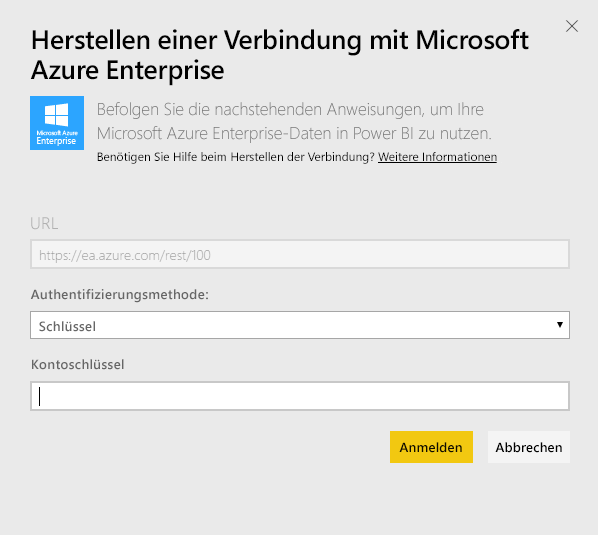 Herstellen einer Verbindung mit Microsoft
Azure Enterprise
Microsoft Azure
Enterprise
Befolgen Sie die nachstehenden Anweisungen, um Ihre
Microsoft Azure Enterprise-Daten in Power BI zu nutzen.
Benötigen Sie Hilfe beim Herstellen der Verbindung? Weitere Informationen
URL
https://ea.azure.com/rest/100
Authentifizierungsmethode:
Schlüssel
Kontoschlüssel
Anmelden Abbrechen